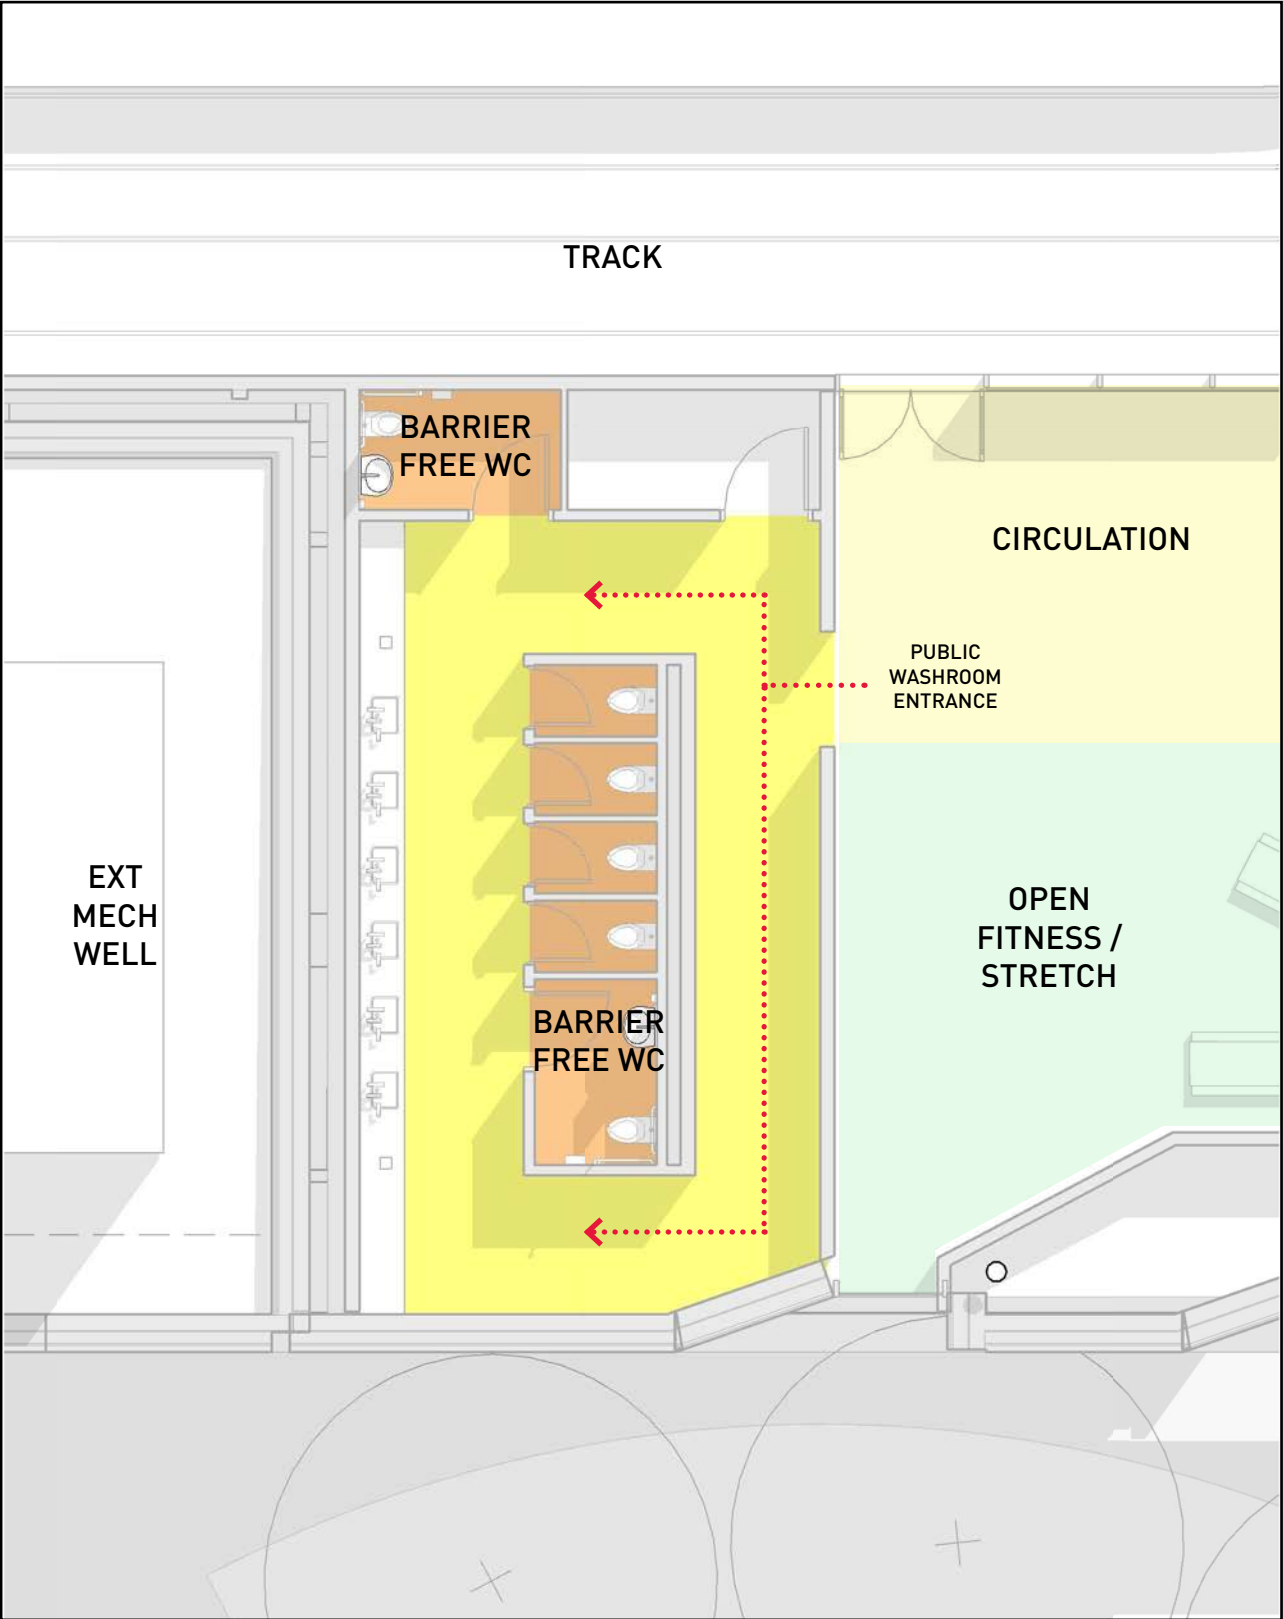 TRACK
BARRIER
FREE WC
CIRCULATION
PUBLIC
WASHROOM
ENTRANCE
EXT
MECH
WELL
OPEN
FITNESS /
STRETCH
BARRIER
FREE WC